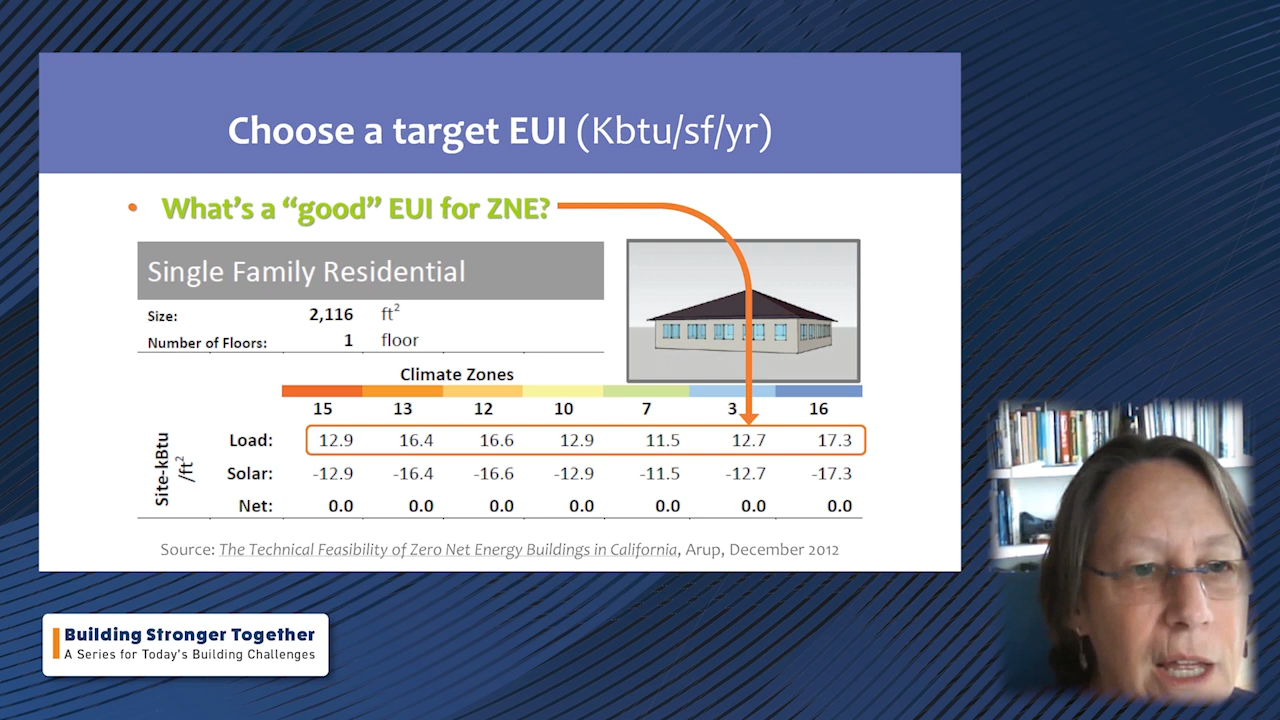 Choose a target EUI (Kbtu/sf/yr)
• What's a “good” EUI for ZNE?
Single Family Residential
Size: 2,116 ft²
Number of Floors: 1 floor
Climate Zones
15 13 12 10 7 3 16
Site-kBtu
/ft²
Load: 12.9 16.4 16.6 12.9 11.5 12.7 17.3
Solar: -12.9 -16.4 -16.6 -12.9 -11.5 -12.7 -17.3
Net: 0.0 0.0 0.0 0.0 0.0 0.0 0.0
Source: The Technical Feasibility of Zero Net Energy Buildings in California, Arup, December 2012
Building Stronger Together
A Series for Today's Building Challenges